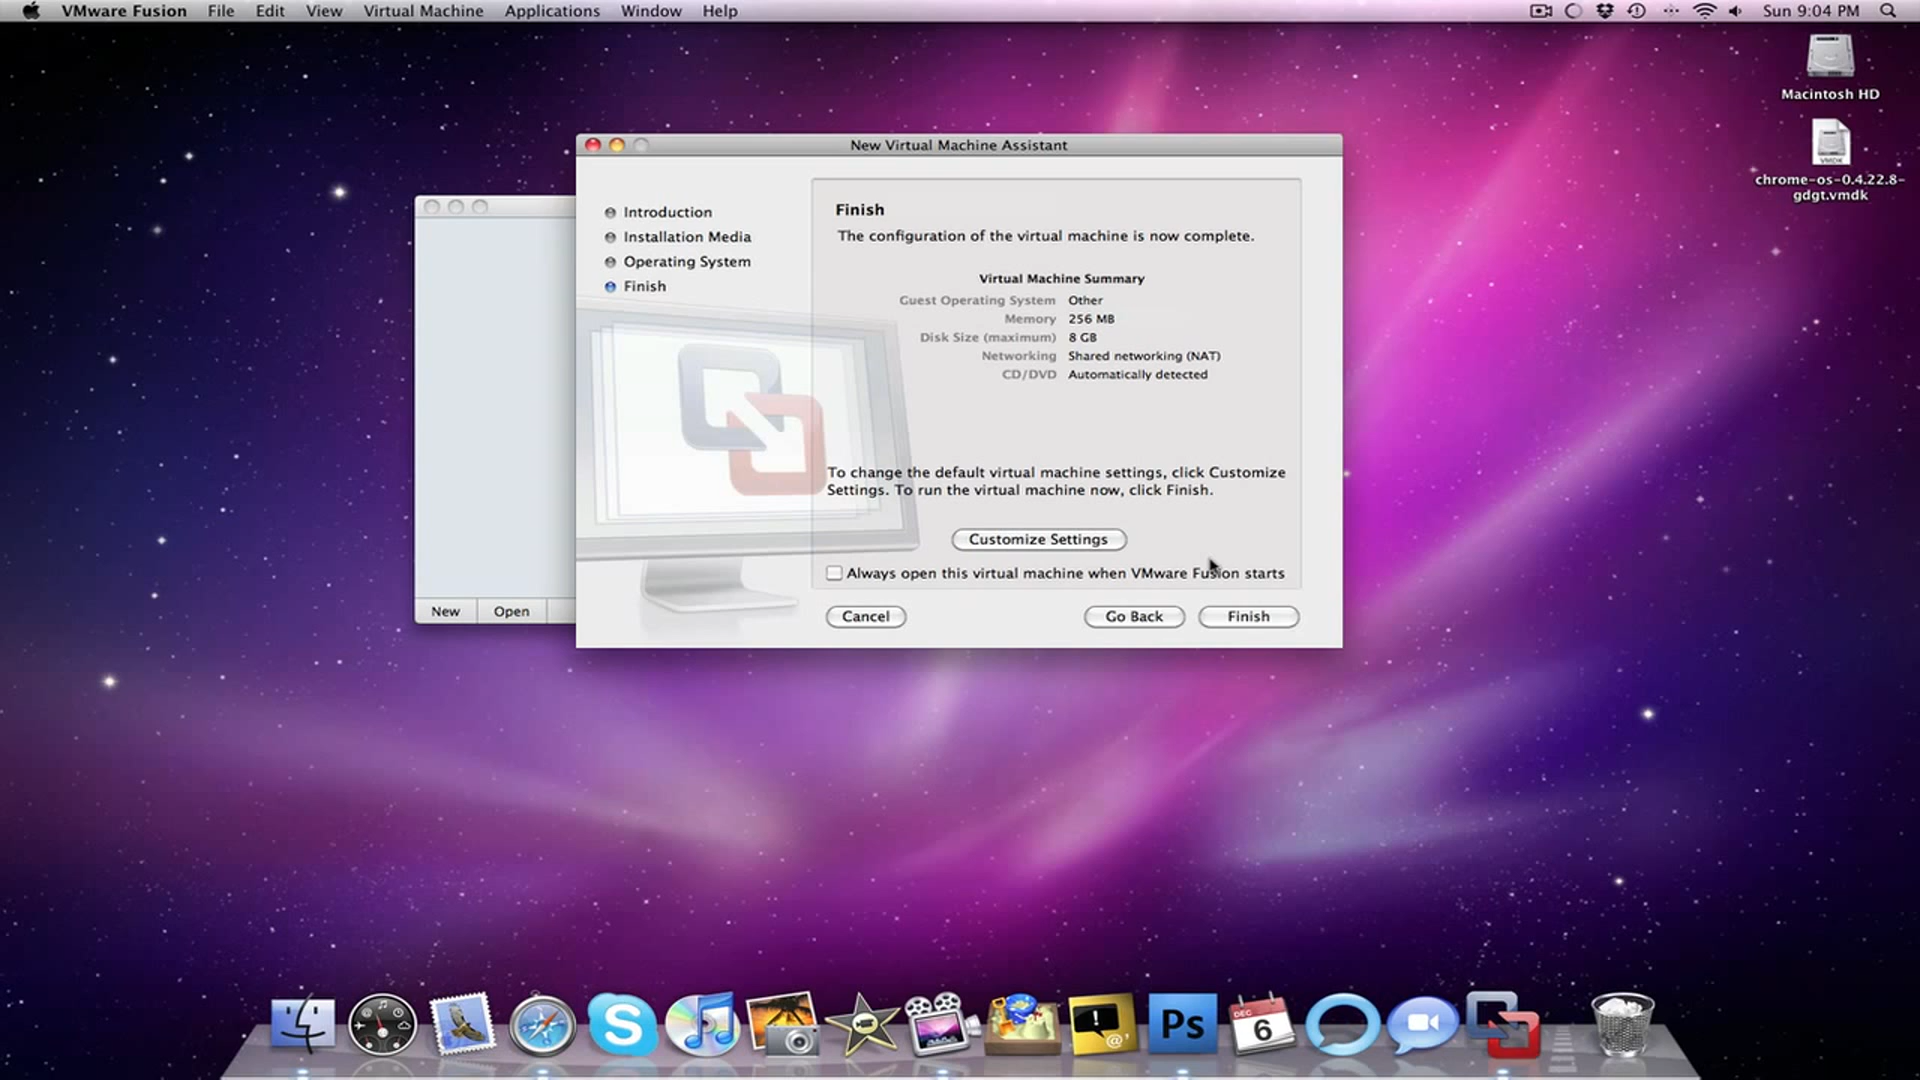 VMware Fusion File Edit View Virtual Machine Applications Window Help
Sun 9:04 PM
Macintosh HD
VMDK
chrome-os-0.4.22.8-
gdgt.vmdk
New Virtual Machine Assistant
Introduction
Installation Media
Operating System
Finish
Finish
The configuration of the virtual machine is now complete.
Virtual Machine Summary
Guest Operating System Other
Memory 256 MB
Disk Size (maximum) 8 GB
Networking Shared networking (NAT)
CD/DVD Automatically detected
To change the default virtual machine settings, click Customize
Settings. To run the virtual machine now, click Finish.
Customize Settings
Always open this virtual machine when VMware Fusion starts
Cancel Go Back Finish
New Open
S
! @'
Ps
DEC
6